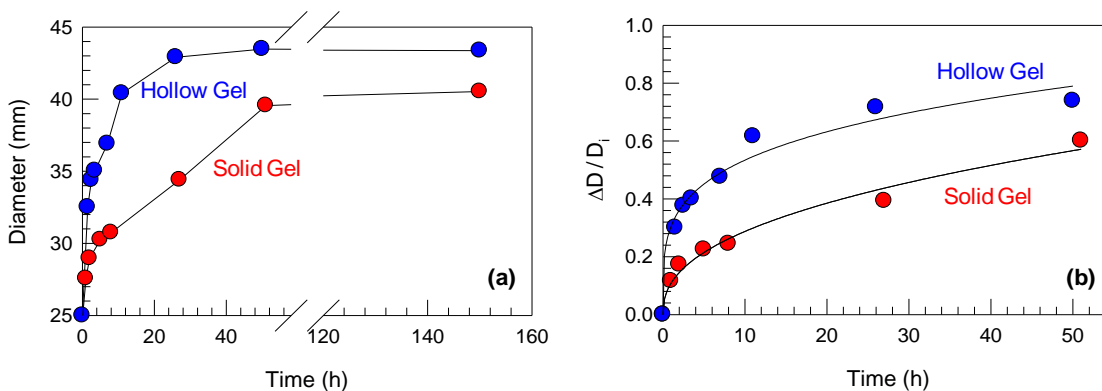 45
40
35
30
25
Diameter (mm)
Hollow Gel
Solid Gel
(a)
0
20
40
120
140
160
Time (h)
1.0
0.8
0.6
0.4
0.2
0.0
ΔD / Di
Hollow Gel
Solid Gel
(b)
0
10
20
30
40
50
Time (h)